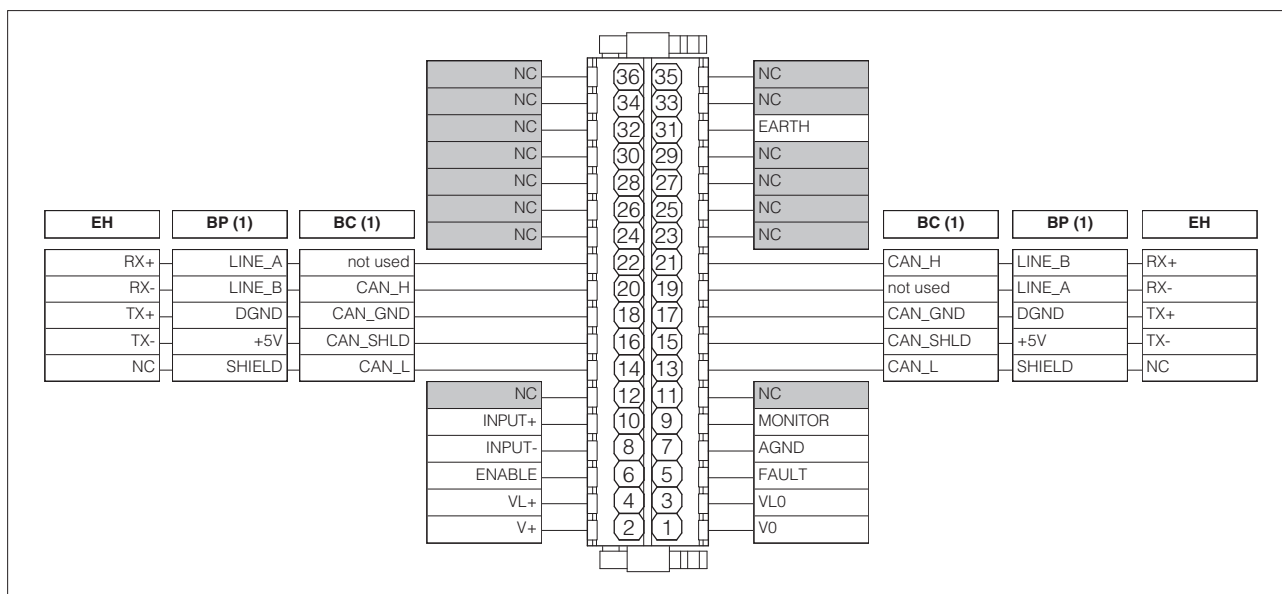 NC 36 35 NC
NC 34 33 NC
NC 32 31 EARTH
NC 30 29 NC
NC 28 27 NC
NC 26 25 NC
NC 24 23 NC
EH BP (1) BC (1) BC (1) BP (1) EH
RX+ LINE_A not used 22 21 CAN_H LINE_B RX+
RX- LINE_B CAN_H 20 19 not used LINE_A RX-
TX+ DGND CAN_GND 18 17 CAN_GND DGND TX+
TX- +5V CAN_SHLD 16 15 CAN_SHLD +5V TX-
NC SHIELD CAN_L 14 13 CAN_L SHIELD NC
NC 12 11 NC
INPUT+ 10 9 MONITOR
INPUT- 8 7 AGND
ENABLE 6 5 FAULT
VL+ 4 3 VL0
V+ 2 1 V0